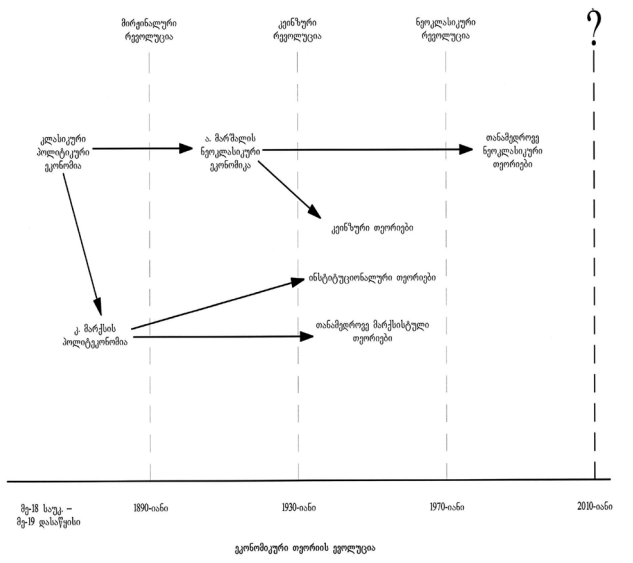 მირჟინალური
რევოლუცია
კეინზური
რევოლუცია
ნეოკლასიკური
რევოლუცია
?
კლასიკური
პოლიტიკური
ეკონომია
ა. მარშალის
ნეოკლასიკური
ეკონომიკა
თანამედროვე
ნეოკლასიკური
თეორიები
კეინზური თეორიები
ინსტიტუციონალური თეორიები
კ. მარქსის
პოლიტეკონომია
თანამედროვე მარქსისტული
თეორიები
მე-18 საუკ. –
მე-19 დასაწყისი
1890-იანი
1930-იანი
1970-იანი
2010-იანი
ეკონომიკური თეორიის ევოლუცია